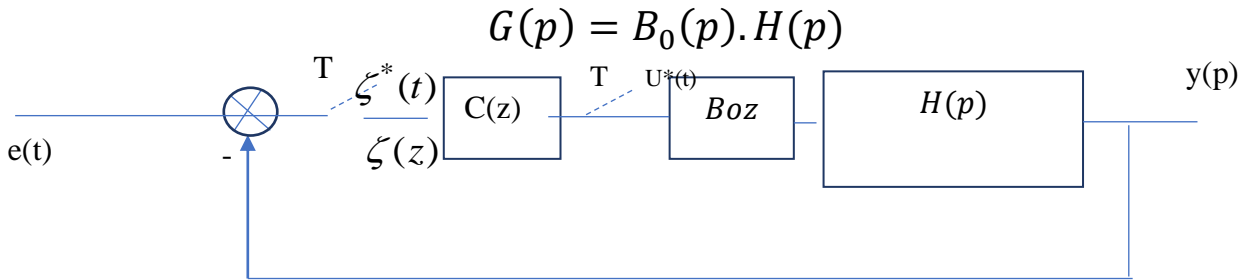 G(p) = B₀(p). H(p)
T
ζ*(t)
ζ(z)
C(z)
T
U*(t)
Boz
H(p)
y(p)
e(t)
-